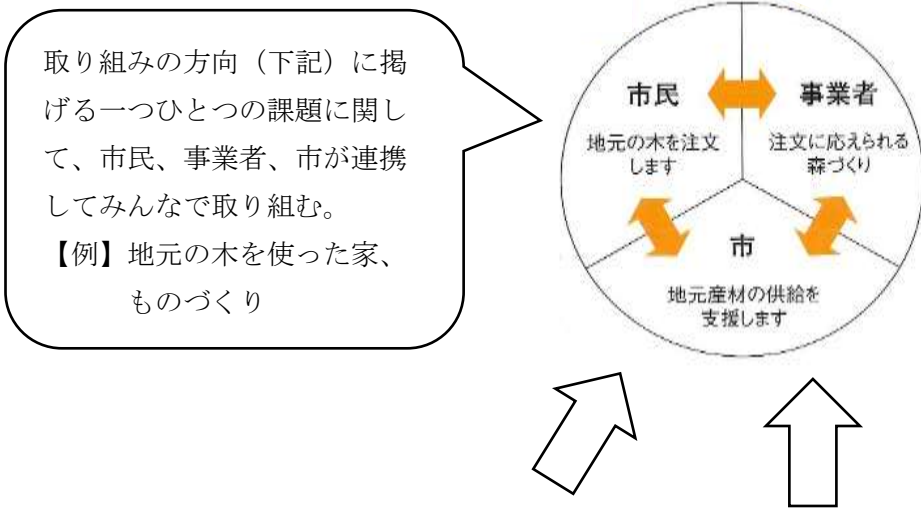 取り組みの方向（下記）に掲
げる一つひとつの課題に関し
て、市民、事業者、市が連携
してみんなで取り組む。
【例】地元の木を使った家、
ものづくり
市民
地元の木を注文
します
事業者
注文に応えられる
森づくり
市
地元産材の供給を
支援します